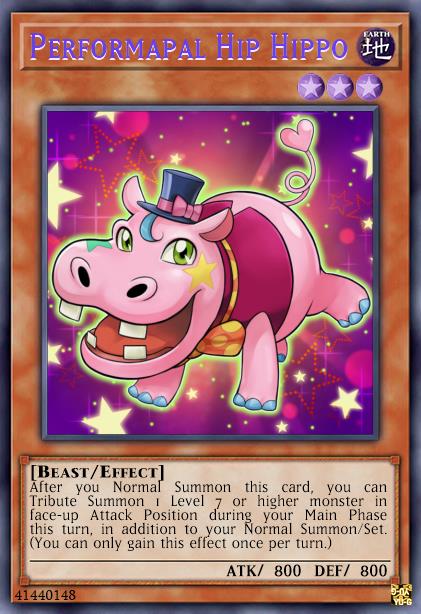 PERFORMAPAL HIP HIPPO
EARTH
地
[BEAST/EFFECT]
After you Normal Summon this card, you can
Tribute Summon 1 Level 7 or higher monster in
face-up Attack Position during your Main Phase
this turn, in addition to your Normal Summon/Set.
(You can only gain this effect once per turn.)
ATK/ 800 DEF/ 800
41440148